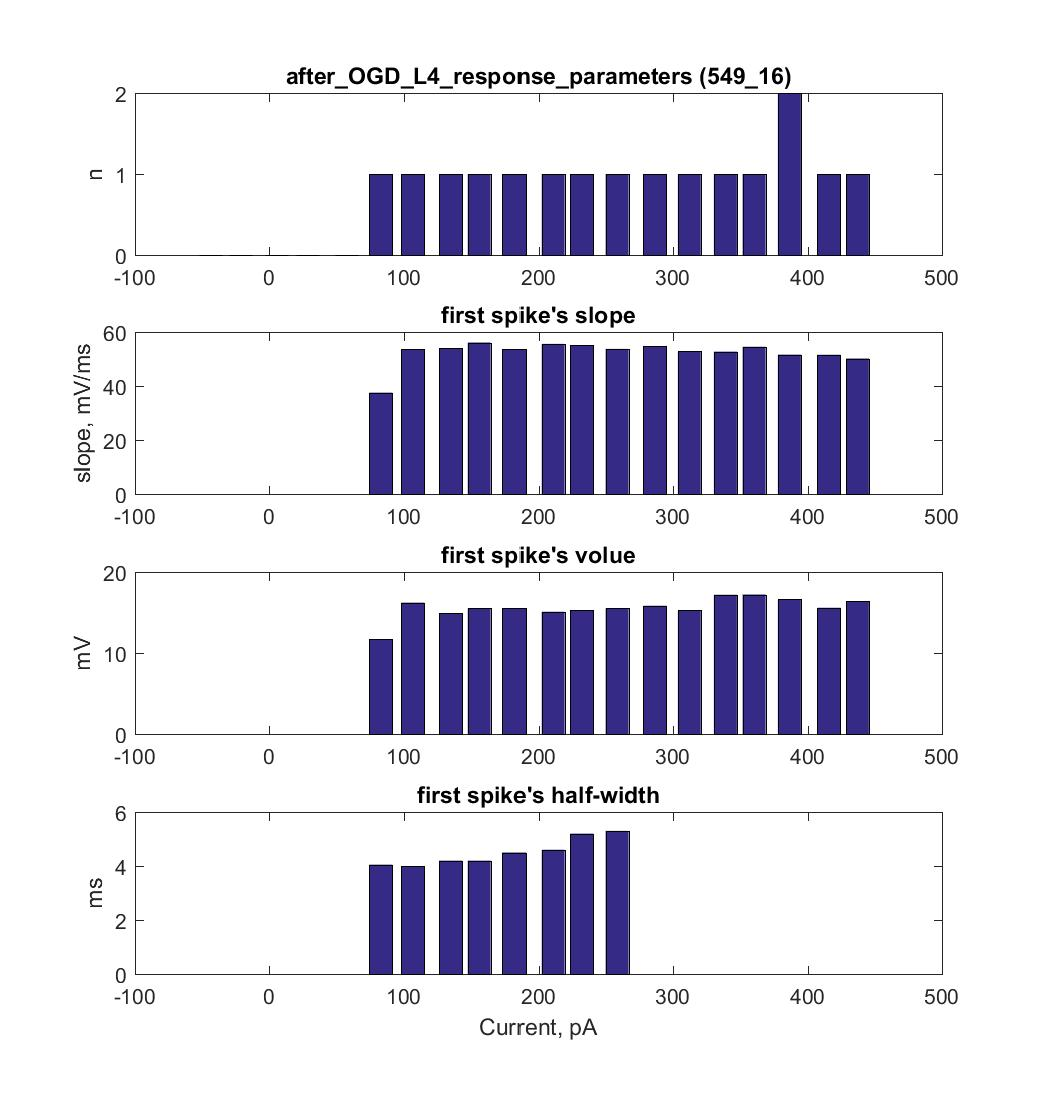 after_OGD_L4_response_parameters (549_16)
2
1
0
n
-100 0 100 200 300 400 500
first spike's slope
60
40
20
0
slope, mV/ms
-100 0 100 200 300 400 500
first spike's volue
20
10
0
mV
-100 0 100 200 300 400 500
first spike's half-width
6
4
2
0
ms
-100 0 100 200 300 400 500
Current, pA